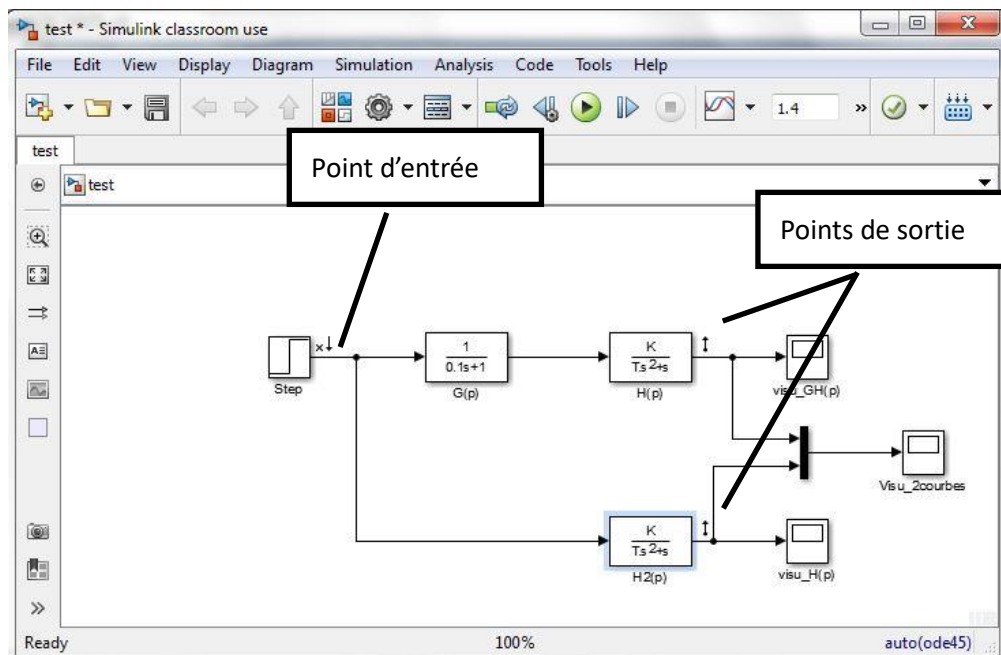 test * - Simulink classroom use
File Edit View Display Diagram Simulation Analysis Code Tools Help
1.4
»
test
Point d’entrée
test
Points de sortie
Step
1
0.1s+1
G(p)
K
Ts2+s
H(p)
visu_GH(p)
Visu_2courbes
K
Ts2+s
H2(p)
visu_H(p)
»
Ready 100% auto(ode45)